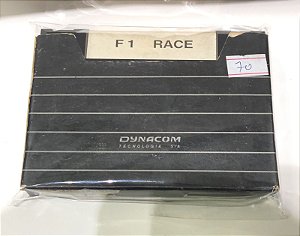 F1 RACE
70
DYNACOM
TECNOLOGIA S/A